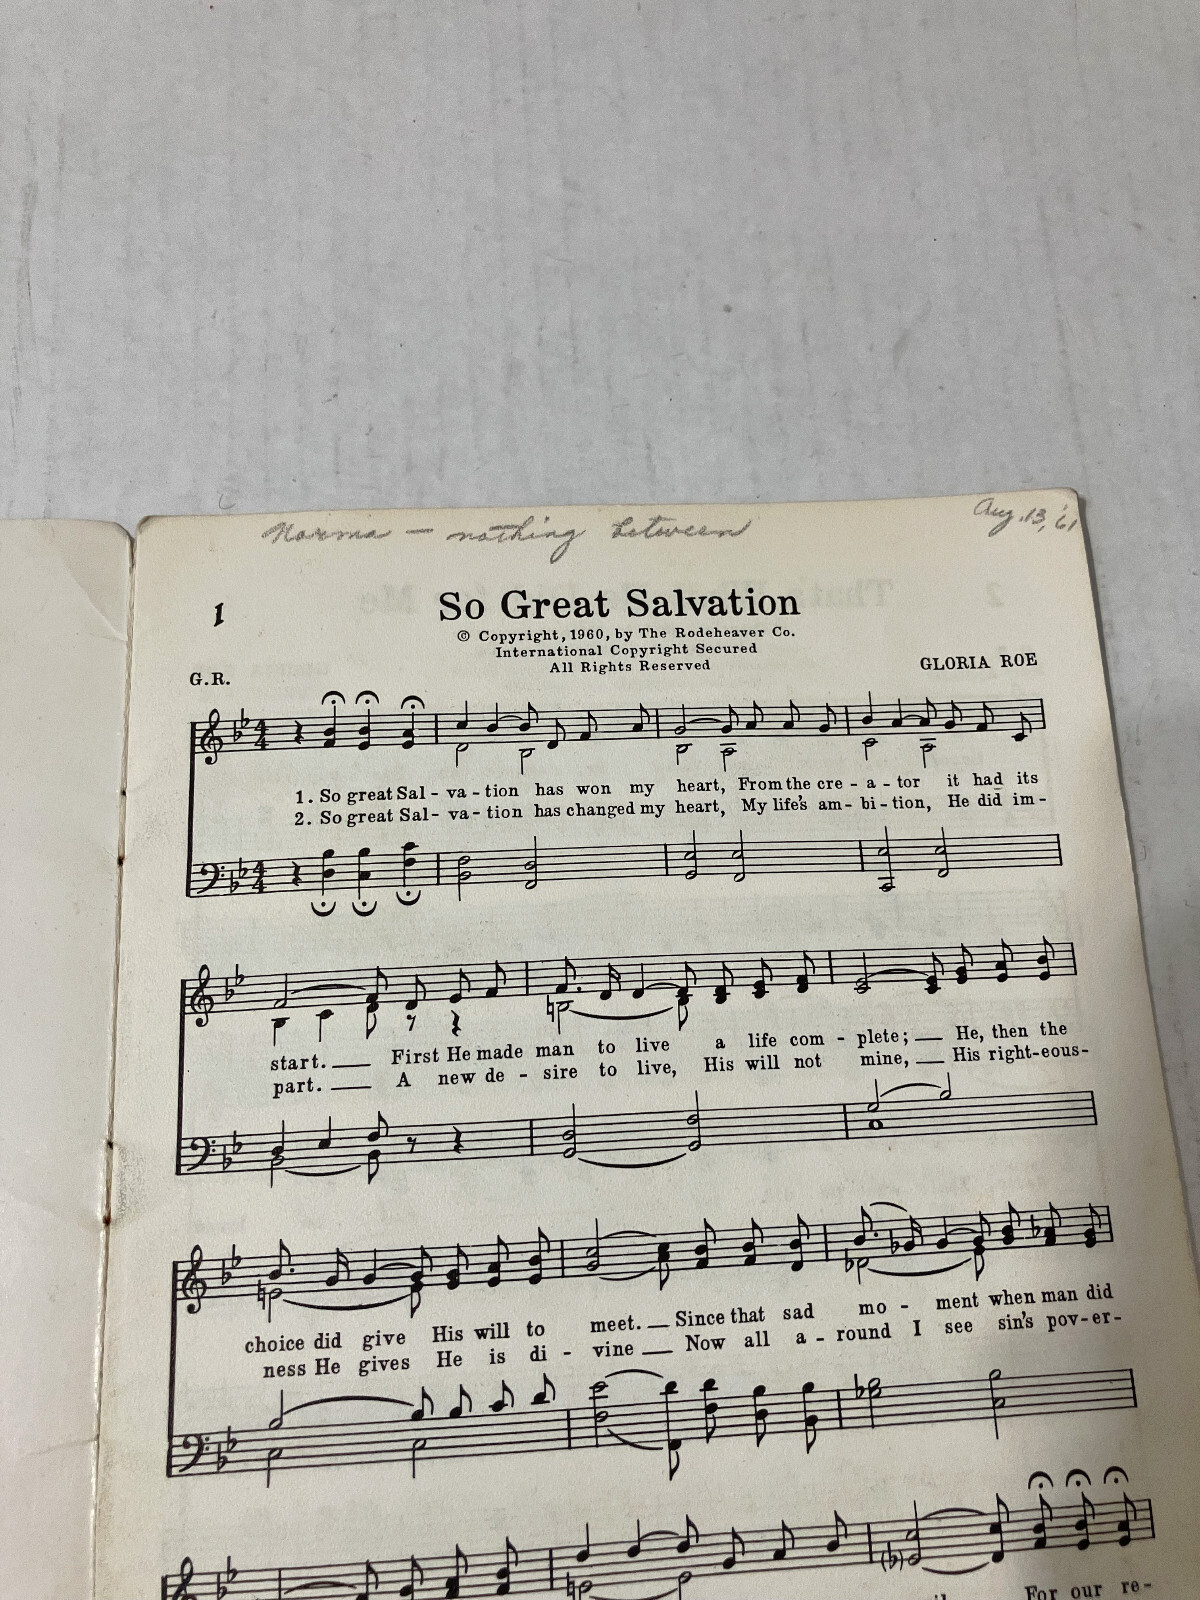 Norma — nothing between
Aug. 13, '61
1
So Great Salvation
© Copyright, 1960, by The Rodeheaver Co.
International Copyright Secured
All Rights Reserved
G.R.
GLORIA ROE
1. So great Sal - va - tion has won my heart, From the cre - a - tor it had its
2. So great Sal - va - tion has changed my heart, My life's am - bi - tion, He did im -
start. First He made man to live a life com - plete; He, then the
part. A new de - sire to live, His will not mine, His right-eous-
choice did give His will to meet. Since that sad mo - ment when man did
ness He gives He is di - vine Now all a - round I see sin's pov-er-
For our re-